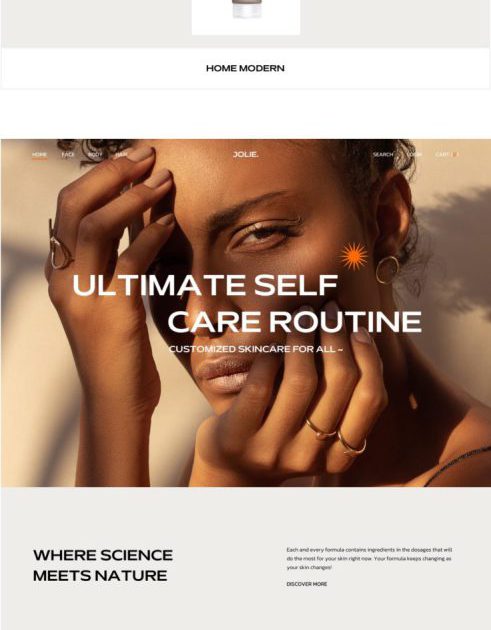 HOME MODERN
HOME FACE BODY HAIR JOLIE. SEARCH LOGIN CART
ULTIMATE SELF
CARE ROUTINE
CUSTOMIZED SKINCARE FOR ALL ~
WHERE SCIENCE
MEETS NATURE
Each and every formula contains ingredients in the dosages that will
do the most for your skin right now. Your formula keeps changing as
your skin changes!
DISCOVER MORE